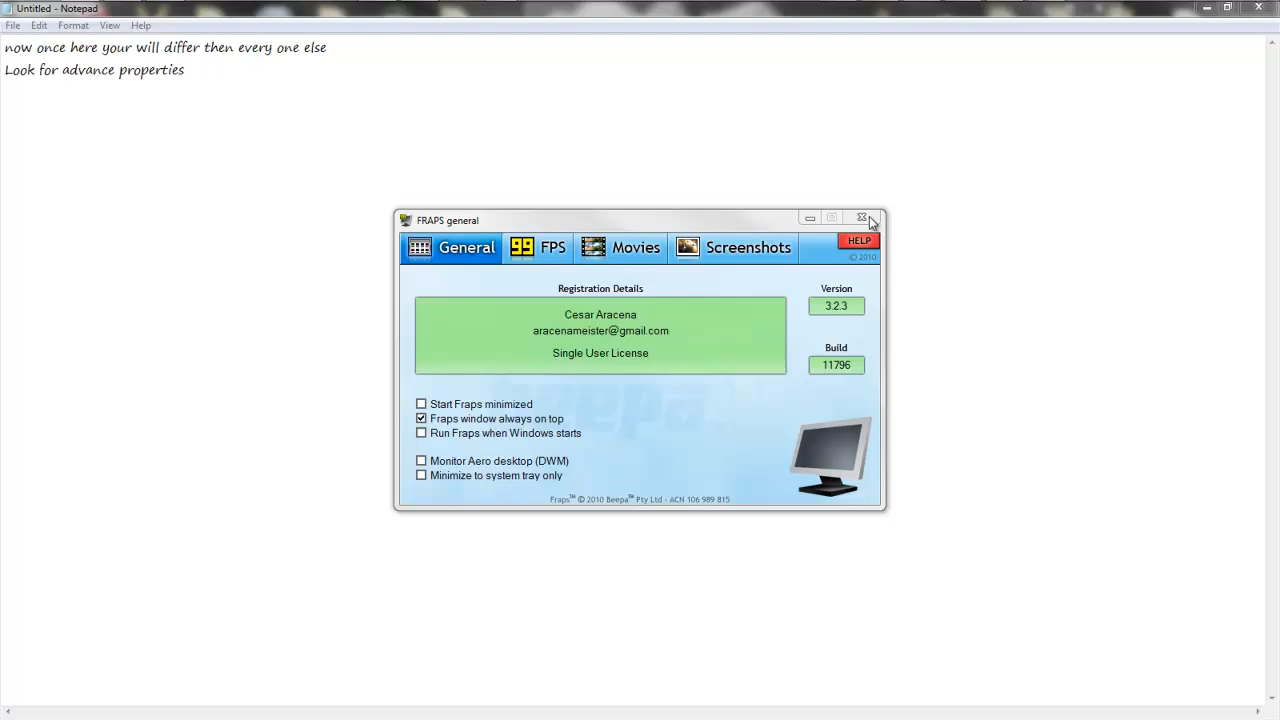 Untitled - Notepad
File Edit Format View Help
now once here your will differ then every one else
Look for advance properties
FRAPS general
General 99 FPS Movies Screenshots HELP
© 2010
Registration Details
Cesar Aracena
aracenameister@gmail.com
Single User License
Version
3.2.3
Build
11796
Start Fraps minimized
Fraps window always on top
Run Fraps when Windows starts
Monitor Aero desktop (DWM)
Minimize to system tray only
beepa
Fraps™ © 2010 Beepa™ Pty Ltd - ACN 106 989 815